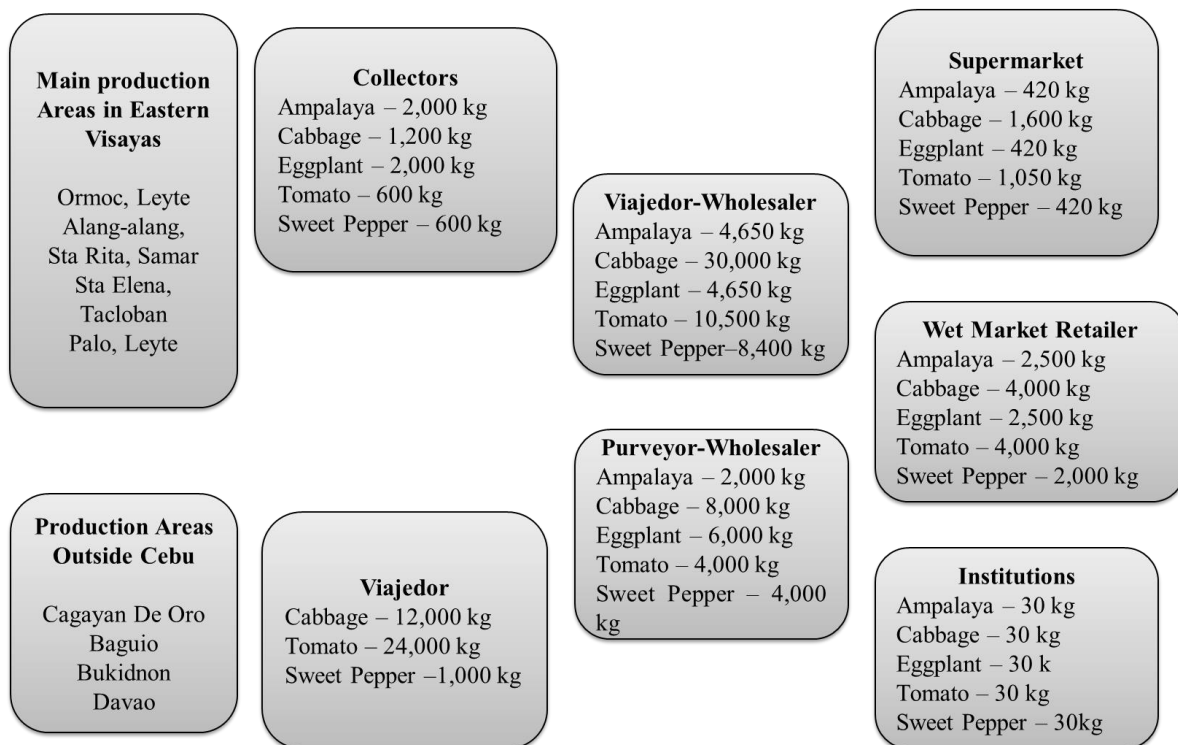 Main production
Areas in Eastern
Visayas
Ormoc, Leyte
Alang-alang,
Sta Rita, Samar
Sta Elena,
Tacloban
Palo, Leyte
Collectors
Ampalaya – 2,000 kg
Cabbage – 1,200 kg
Eggplant – 2,000 kg
Tomato – 600 kg
Sweet Pepper – 600 kg
Viajedor-Wholesaler
Ampalaya – 4,650 kg
Cabbage – 30,000 kg
Eggplant – 4,650 kg
Tomato – 10,500 kg
Sweet Pepper–8,400 kg
Supermarket
Ampalaya – 420 kg
Cabbage – 1,600 kg
Eggplant – 420 kg
Tomato – 1,050 kg
Sweet Pepper – 420 kg
Wet Market Retailer
Ampalaya – 2,500 kg
Cabbage – 4,000 kg
Eggplant – 2,500 kg
Tomato – 4,000 kg
Sweet Pepper – 2,000 kg
Production Areas
Outside Cebu
Cagayan De Oro
Baguio
Bukidnon
Davao
Viajedor
Cabbage – 12,000 kg
Tomato – 24,000 kg
Sweet Pepper –1,000 kg
Purveyor-Wholesaler
Ampalaya – 2,000 kg
Cabbage – 8,000 kg
Eggplant – 6,000 kg
Tomato – 4,000 kg
Sweet Pepper – 4,000
kg
Institutions
Ampalaya – 30 kg
Cabbage – 30 kg
Eggplant – 30 k
Tomato – 30 kg
Sweet Pepper – 30kg